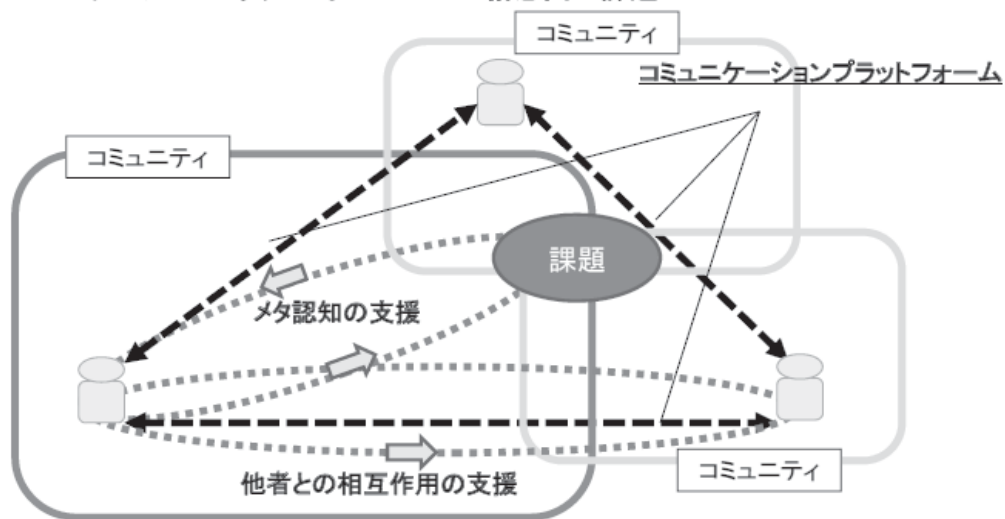 コミュニティ
コミュニケーションプラットフォーム
コミュニティ
課題
メタ認知の支援
他者との相互作用の支援
コミュニティ